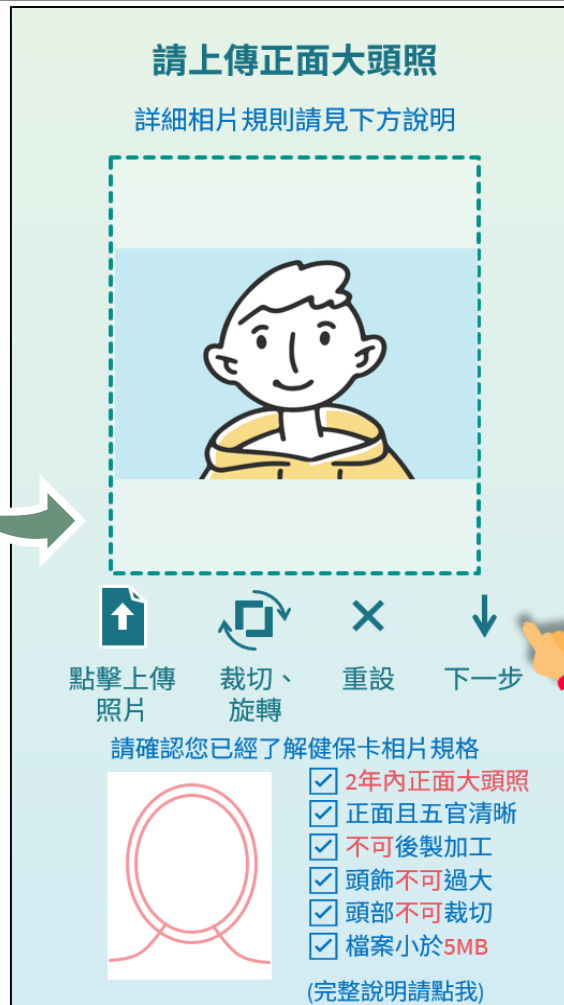 請上傳正面大頭照
詳細相片規則請見下方說明
點擊上傳照片
裁切、旋轉
重設
下一步
請確認您已經了解健保卡相片規格
2年內正面大頭照
正面且五官清晰
不可後製加工
頭飾不可過大
頭部不可裁切
檔案小於5MB
(完整說明請點我)